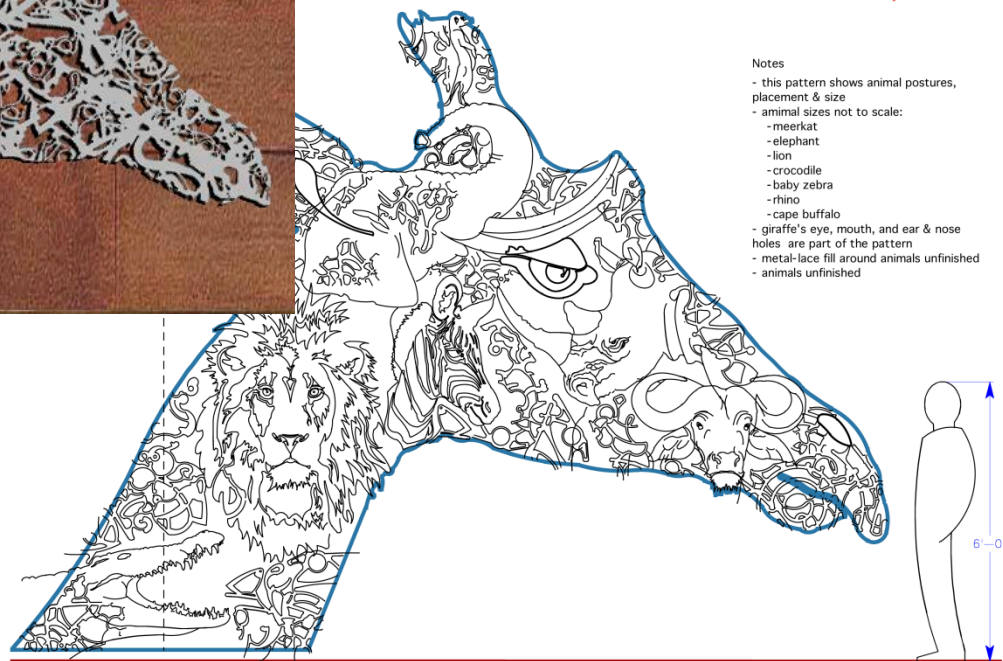 Notes
- this pattern shows animal postures,
placement & size
- amimal sizes not to scale:
-meerkat
-elephant
-lion
-crocodile
-baby zebra
-rhino
-cape buffalo
- giraffe's eye, mouth, and ear & nose
holes are part of the pattern
- metal-lace fill around animals unfinished
- animals unfinished